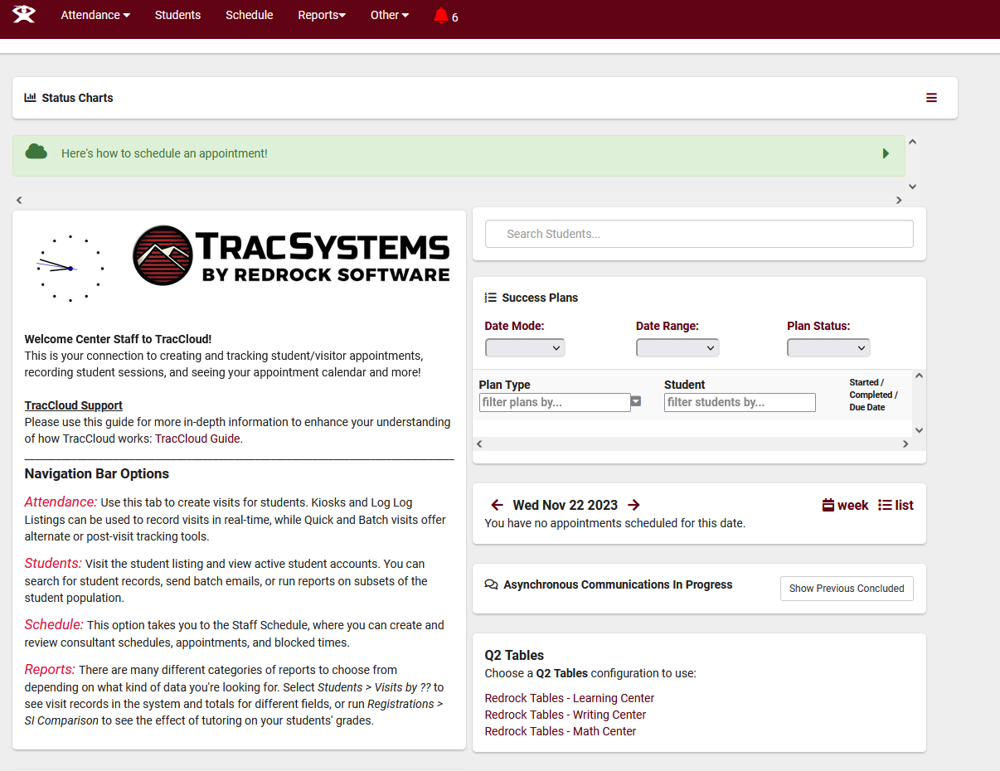 Attendance Students Schedule Reports Other 6
Status Charts
Here's how to schedule an appointment!
TRACSYSTEMS
BY REDROCK SOFTWARE
Welcome Center Staff to TracCloud!
This is your connection to creating and tracking student/visitor appointments,
recording student sessions, and seeing your appointment calendar and more!
TracCloud Support
Please use this guide for more in-depth information to enhance your understanding
of how TracCloud works: TracCloud Guide.
Navigation Bar Options
Attendance: Use this tab to create visits for students. Kiosks and Log Log
Listings can be used to record visits in real-time, while Quick and Batch visits offer
alternate or post-visit tracking tools.
Students: Visit the student listing and view active student accounts. You can
search for student records, send batch emails, or run reports on subsets of the
student population.
Schedule: This option takes you to the Staff Schedule, where you can create and
review consultant schedules, appointments, and blocked times.
Reports: There are many different categories of reports to choose from
depending on what kind of data you're looking for. Select Students > Visits by ?? to
see visit records in the system and totals for different fields, or run Registrations >
SI Comparison to see the effect of tutoring on your students' grades.
Search Students...
Success Plans
Date Mode: Date Range: Plan Status:
Plan Type Student Started /
Completed /
Due Date
filter plans by... filter students by...
Wed Nov 22 2023 week list
You have no appointments scheduled for this date.
Asynchronous Communications In Progress Show Previous Concluded
Q2 Tables
Choose a Q2 Tables configuration to use:
Redrock Tables - Learning Center
Redrock Tables - Writing Center
Redrock Tables - Math Center